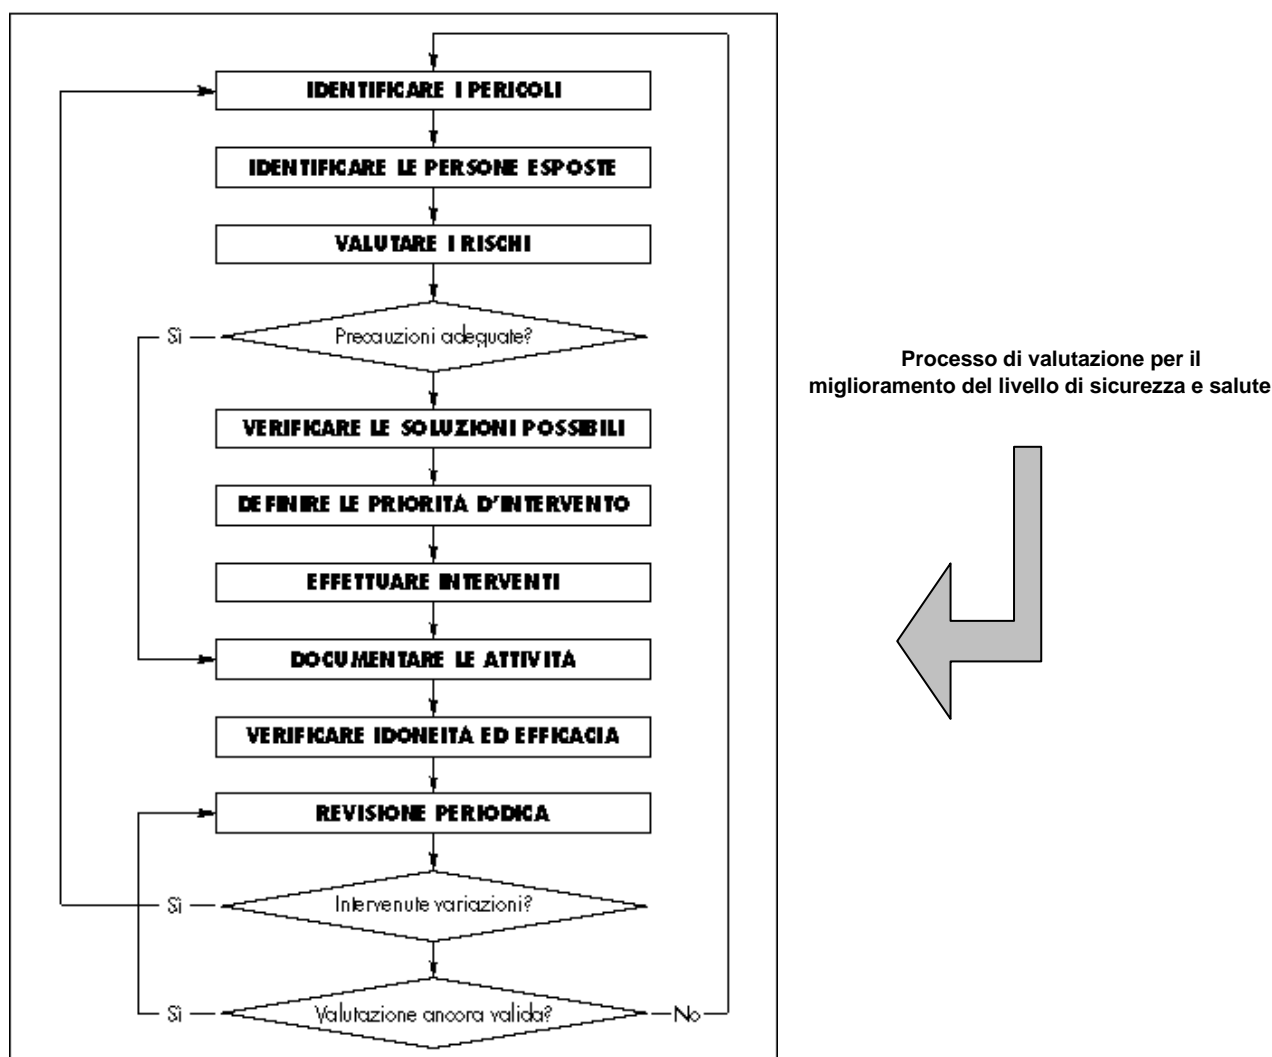 IDENTIFICARE I PERICOLI
IDENTIFICARE LE PERSONE ESPOSTE
VALUTARE I RISCHI
Sì
Precauzioni adeguate?
VERIFICARE LE SOLUZIONI POSSIBILI
DEFINIRE LE PRIORITÀ D'INTERVENTO
EFFETTUARE INTERVENTI
DOCUMENTARE LE ATTIVITÀ
VERIFICARE IDONEITÀ ED EFFICACIA
REVISIONE PERIODICA
Sì
Intervenute variazioni?
Sì
Valutazione ancora valida?
No
Processo di valutazione per il
miglioramento del livello di sicurezza e salute